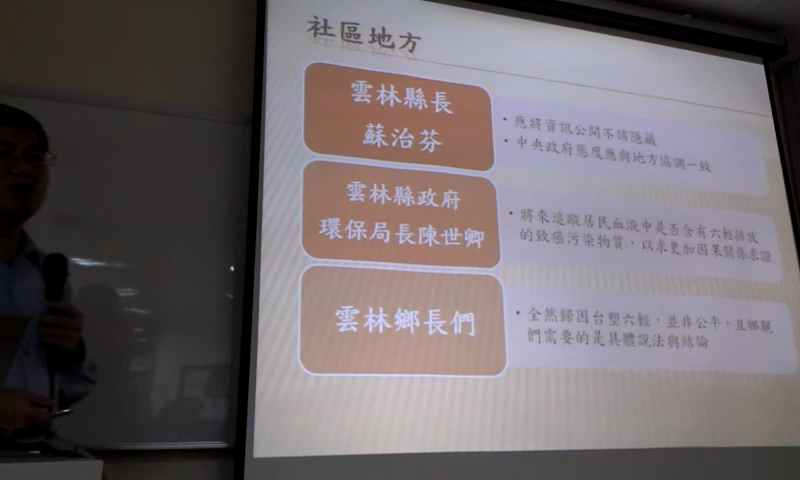 社區地方
雲林縣長
蘇治芬
• 應將資訊公開不該隱藏
• 中央政府態度應與地方協調一致
雲林縣政府
環保局長陳世卿
• 將來追蹤居民血液中是否含有六輕排放
的致癌污染物質，以求更加因果關係求證
雲林鄉長們
• 全然歸因台塑六輕，並非公平，且鄉親
們需要的是具體說法與結論